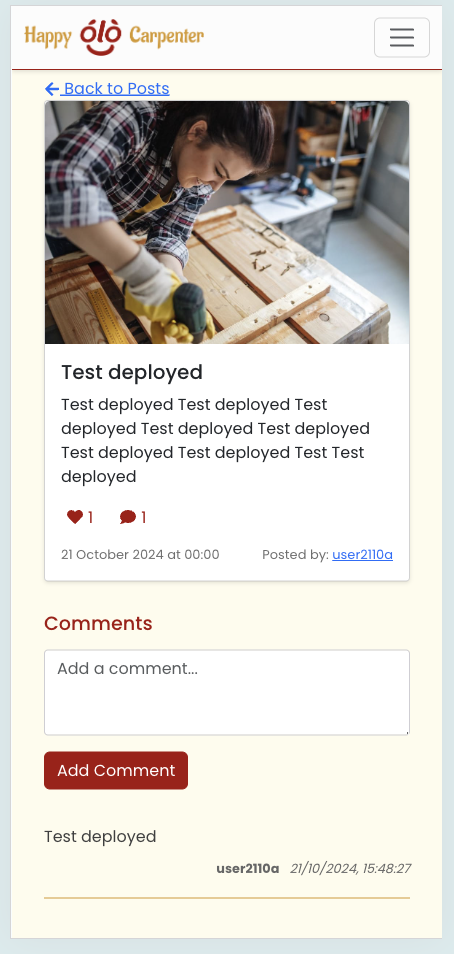 Happy ólò Carpenter
Back to Posts
Test deployed
Test deployed Test deployed Test
deployed Test deployed Test deployed
Test deployed Test deployed Test Test
deployed
1 1
21 October 2024 at 00:00 Posted by: user2110a
Comments
Add a comment...
Add Comment
Test deployed
user2110a 21/10/2024, 15:48:27